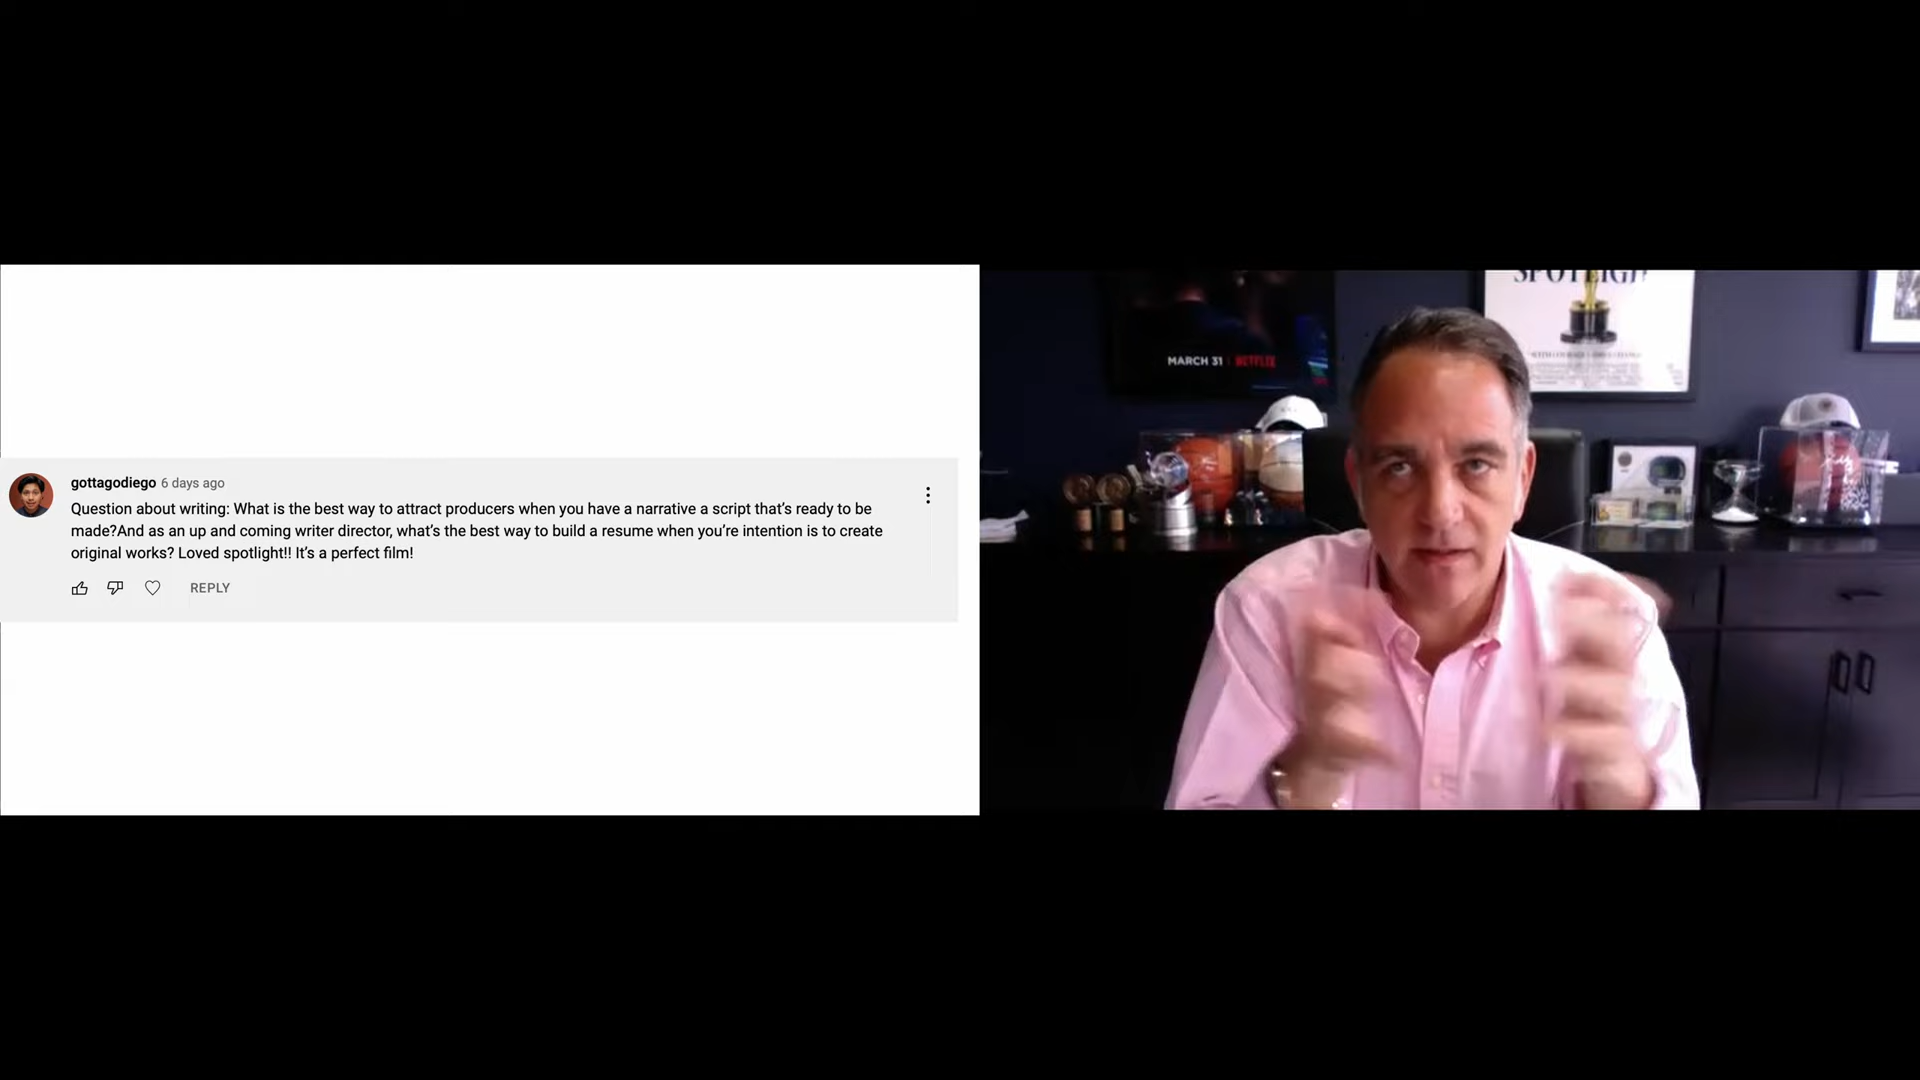 gottagodiego 6 days ago
Question about writing: What is the best way to attract producers when you have a narrative a script that's ready to be
made?And as an up and coming writer director, what's the best way to build a resume when you're intention is to create
original works? Loved spotlight!! It's a perfect film!
REPLY
MARCH 31 NETFLIX
SPOTLIGHT